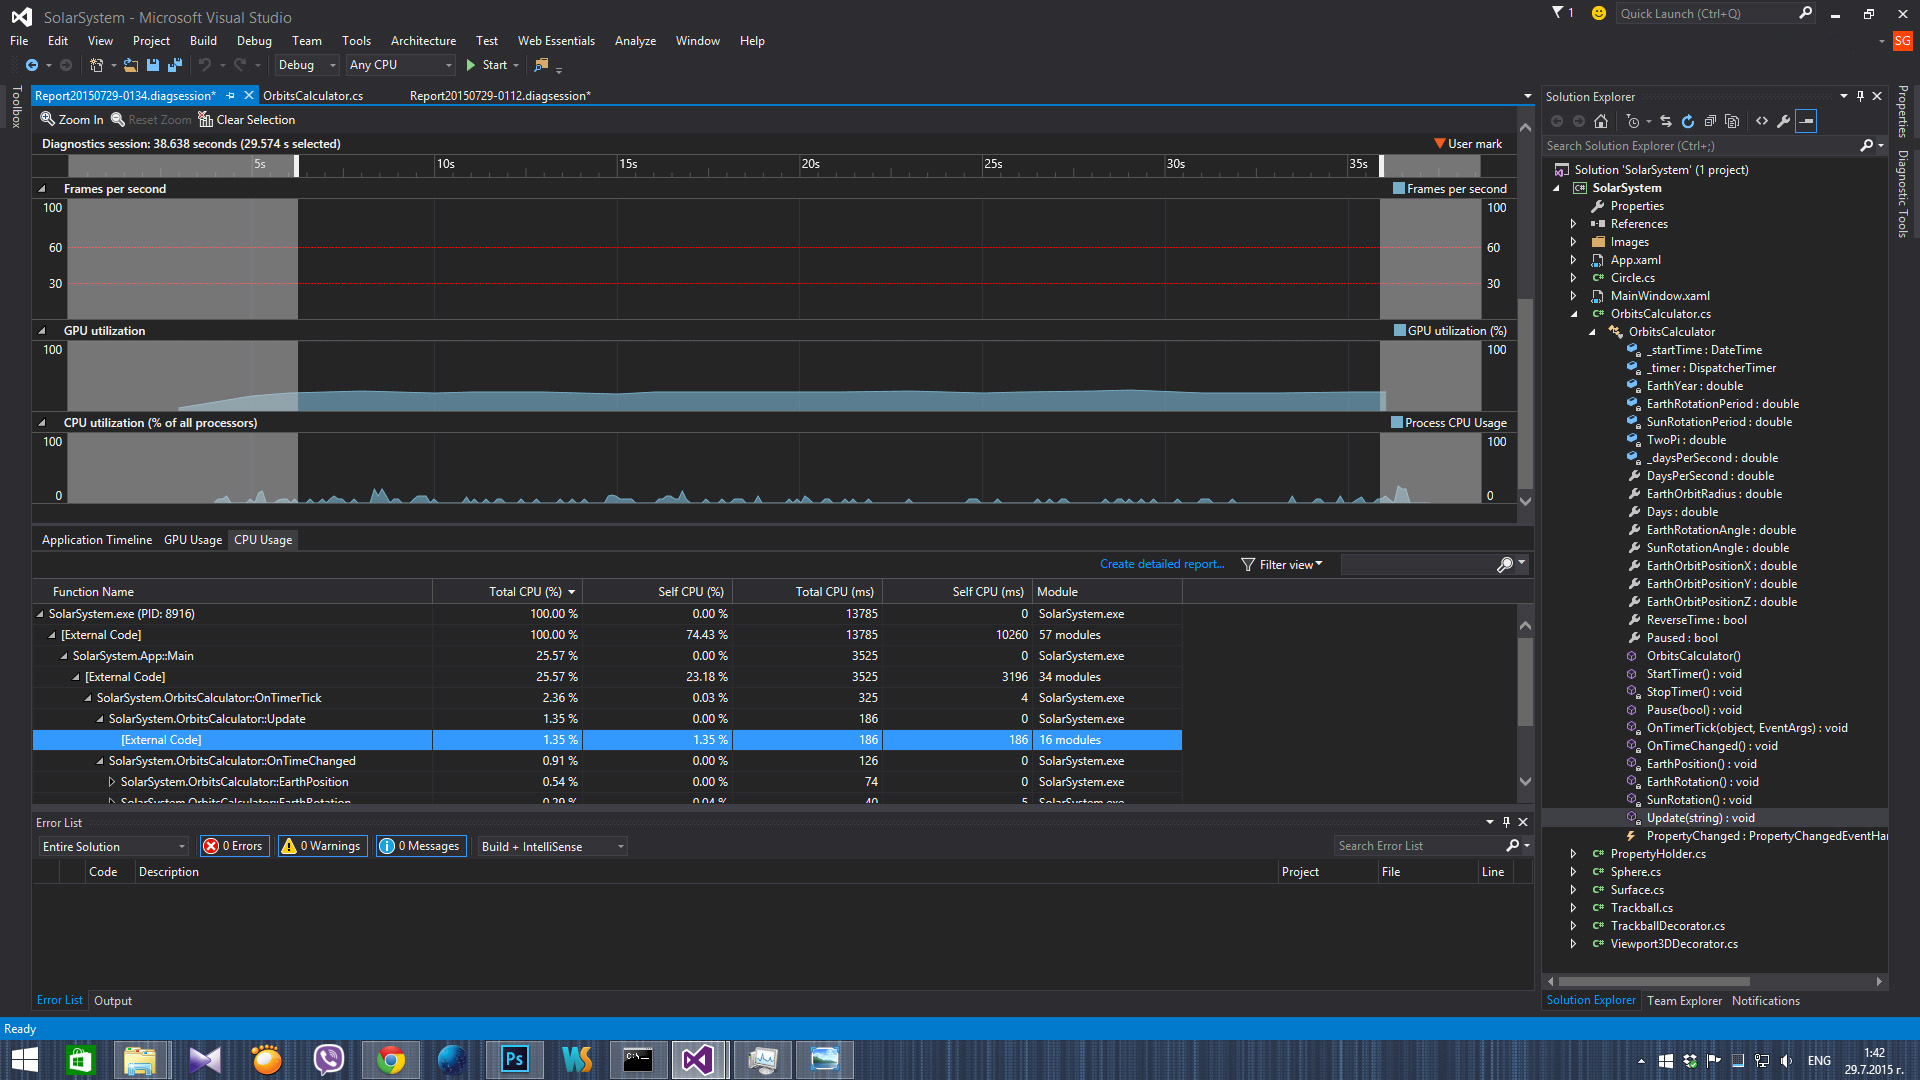 SolarSystem - Microsoft Visual Studio
1
Quick Launch (Ctrl+Q)
File Edit View Project Build Debug Team Tools Architecture Test Web Essentials Analyze Window Help
SG
Debug Any CPU Start
Toolbox
Report20150729-0134.diagsession* OrbitsCalculator.cs Report20150729-0112.diagsession*
Zoom In Reset Zoom Clear Selection
Diagnostics session: 38.638 seconds (29.574 s selected) User mark
5s 10s 15s 20s 25s 30s 35s
Frames per second Frames per second
100 100
60 60
30 30
GPU utilization GPU utilization (%)
100 100
CPU utilization (% of all processors) Process CPU Usage
100 100
0 0
Application Timeline GPU Usage CPU Usage
Create detailed report... Filter view
Function Name Total CPU (%) Self CPU (%) Total CPU (ms) Self CPU (ms) Module
SolarSystem.exe (PID: 8916) 100.00 % 0.00 % 13785 0 SolarSystem.exe
[External Code] 100.00 % 74.43 % 13785 10260 57 modules
SolarSystem.App::Main 25.57 % 0.00 % 3525 0 SolarSystem.exe
[External Code] 25.57 % 23.18 % 3525 3196 34 modules
SolarSystem.OrbitsCalculator::OnTimerTick 2.36 % 0.03 % 325 4 SolarSystem.exe
SolarSystem.OrbitsCalculator::Update 1.35 % 0.00 % 186 0 SolarSystem.exe
[External Code] 1.35 % 1.35 % 186 186 16 modules
SolarSystem.OrbitsCalculator::OnTimeChanged 0.91 % 0.00 % 126 0 SolarSystem.exe
SolarSystem.OrbitsCalculator::EarthPosition 0.54 % 0.00 % 74 0 SolarSystem.exe
SolarSystem.OrbitsCalculator::EarthRotation 0.29 % 0.04 % 40 5 SolarSystem.exe
Error List
Entire Solution 0 Errors 0 Warnings 0 Messages Build + IntelliSense Search Error List
Code Description Project File Line
Error List Output
Solution Explorer
Search Solution Explorer (Ctrl+;)
Solution 'SolarSystem' (1 project)
C# SolarSystem
Properties
References
Images
App.xaml
C# Circle.cs
MainWindow.xaml
C# OrbitsCalculator.cs
OrbitsCalculator
_startTime : DateTime
_timer : DispatcherTimer
EarthYear : double
EarthRotationPeriod : double
SunRotationPeriod : double
TwoPi : double
_daysPerSecond : double
DaysPerSecond : double
EarthOrbitRadius : double
Days : double
EarthRotationAngle : double
SunRotationAngle : double
EarthOrbitPositionX : double
EarthOrbitPositionY : double
EarthOrbitPositionZ : double
ReverseTime : bool
Paused : bool
OrbitsCalculator()
StartTimer() : void
StopTimer() : void
Pause(bool) : void
OnTimerTick(object, EventArgs) : void
OnTimeChanged() : void
EarthPosition() : void
EarthRotation() : void
SunRotation() : void
Update(string) : void
PropertyChanged : PropertyChangedEventHa
C# PropertyHolder.cs
C# Sphere.cs
C# Surface.cs
C# Trackball.cs
C# TrackballDecorator.cs
C# Viewport3DDecorator.cs
Solution Explorer Team Explorer Notifications
Properties
Diagnostic Tools
Ready
Ps
C:\
ENG
1:42
29.7.2015 г.